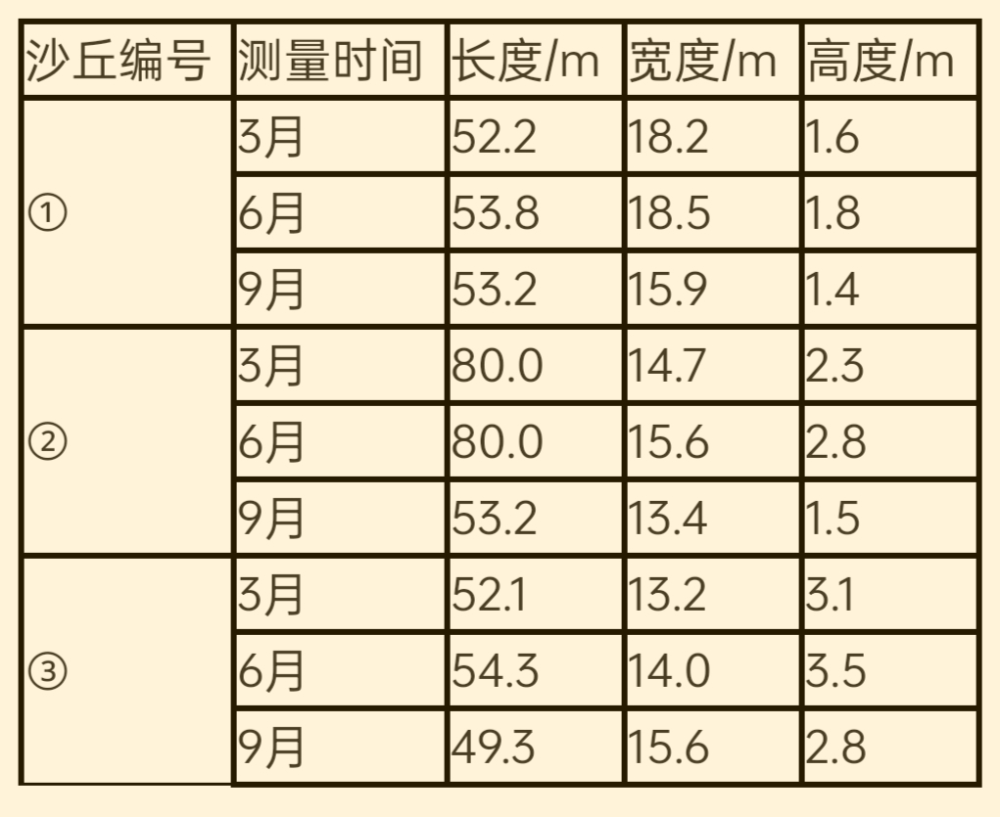 沙丘编号 测量时间 长度/m 宽度/m 高度/m
① 3月 52.2 18.2 1.6
6月 53.8 18.5 1.8
9月 53.2 15.9 1.4
② 3月 80.0 14.7 2.3
6月 80.0 15.6 2.8
9月 53.2 13.4 1.5
③ 3月 52.1 13.2 3.1
6月 54.3 14.0 3.5
9月 49.3 15.6 2.8